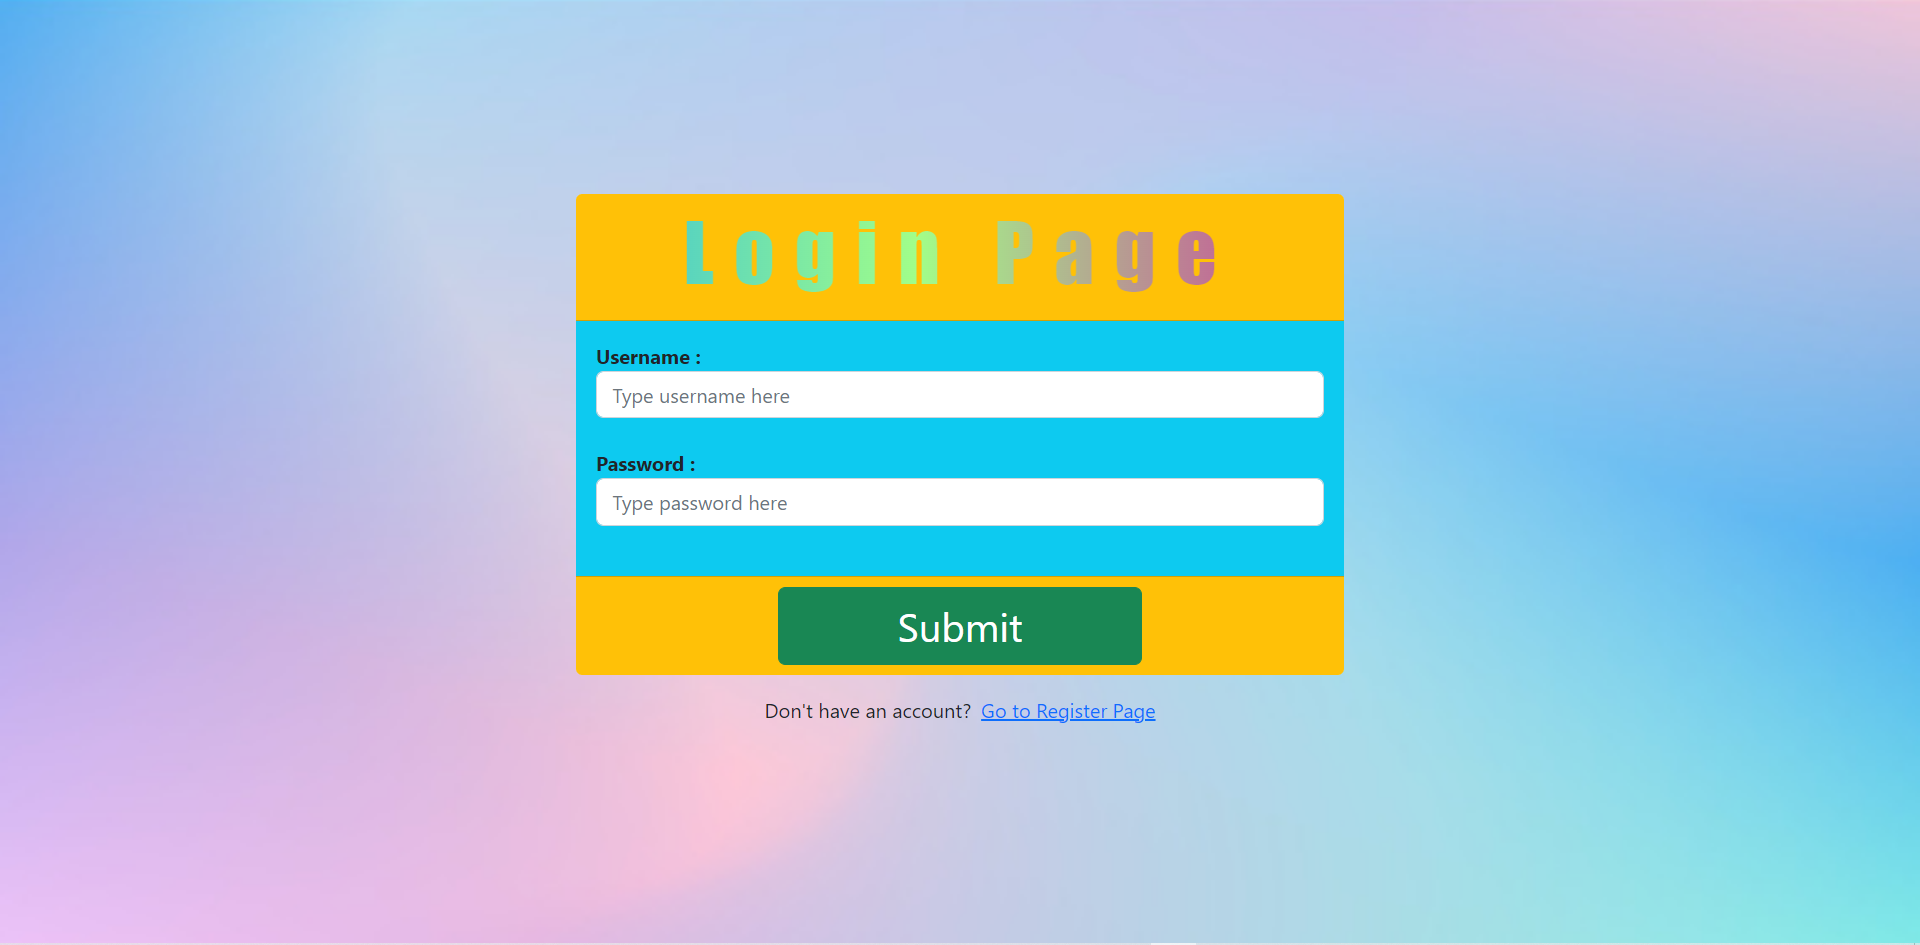 Login Page
Username :
Type username here
Password :
Type password here
Submit
Don't have an account? Go to Register Page